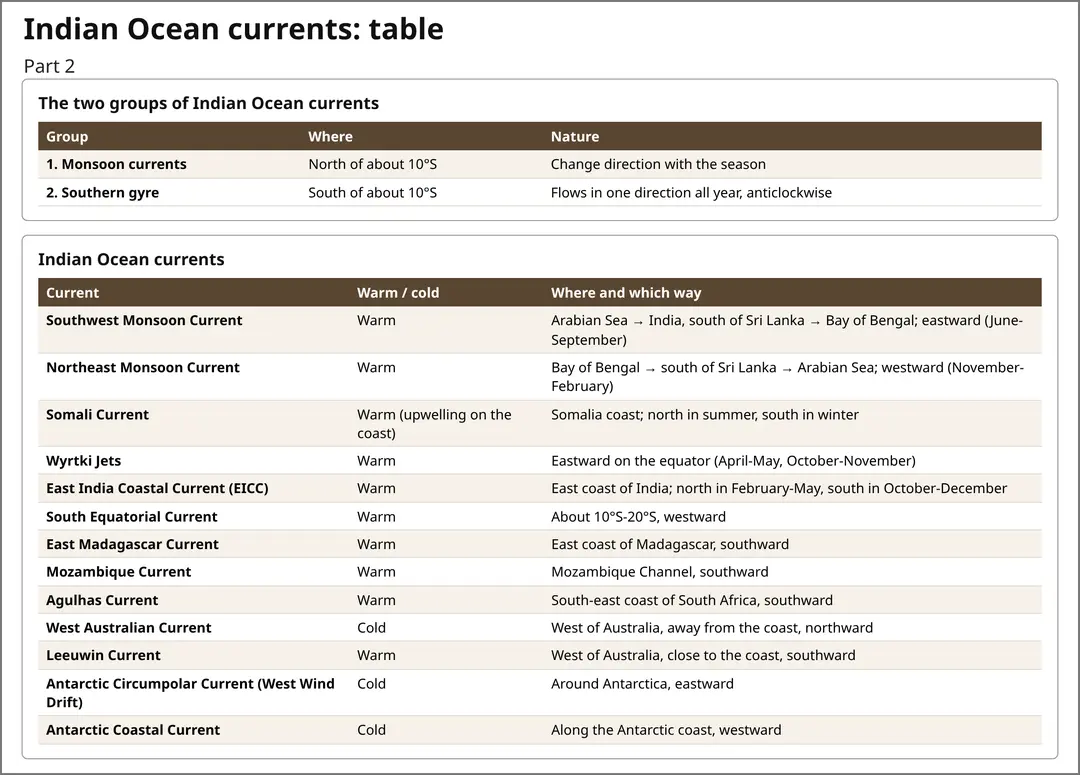 Indian Ocean currents: table
Part 2
The two groups of Indian Ocean currents
Group Where Nature
1. Monsoon currents North of about 10°S Change direction with the season
2. Southern gyre South of about 10°S Flows in one direction all year, anticlockwise
Indian Ocean currents
Current Warm / cold Where and which way
Southwest Monsoon Current Warm Arabian Sea → India, south of Sri Lanka → Bay of Bengal; eastward (June-
September)
Northeast Monsoon Current Warm Bay of Bengal → south of Sri Lanka → Arabian Sea; westward (November-
February)
Somali Current Warm (upwelling on the Somalia coast; north in summer, south in winter
coast)
Wyrtki Jets Warm Eastward on the equator (April-May, October-November)
East India Coastal Current (EICC) Warm East coast of India; north in February-May, south in October-December
South Equatorial Current Warm About 10°S-20°S, westward
East Madagascar Current Warm East coast of Madagascar, southward
Mozambique Current Warm Mozambique Channel, southward
Agulhas Current Warm South-east coast of South Africa, southward
West Australian Current Cold West of Australia, away from the coast, northward
Leeuwin Current Warm West of Australia, close to the coast, southward
Antarctic Circumpolar Current (West Wind Cold Around Antarctica, eastward
Drift)
Antarctic Coastal Current Cold Along the Antarctic coast, westward